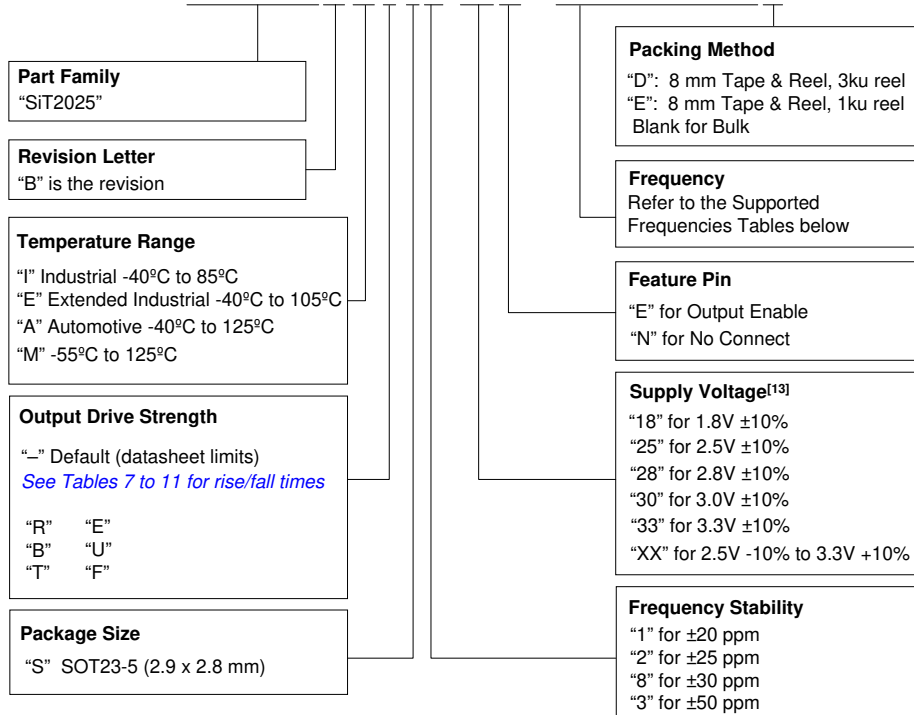 Part Family
“SiT2025”
Revision Letter
“B” is the revision
Temperature Range
“I” Industrial -40ºC to 85ºC
“E” Extended Industrial -40ºC to 105ºC
“A” Automotive -40ºC to 125ºC
“M” -55ºC to 125ºC
Output Drive Strength
“–” Default (datasheet limits)
See Tables 7 to 11 for rise/fall times
“R” “E”
“B” “U”
“T” “F”
Package Size
“S” SOT23-5 (2.9 x 2.8 mm)
Packing Method
“D”: 8 mm Tape & Reel, 3ku reel
“E”: 8 mm Tape & Reel, 1ku reel
Blank for Bulk
Frequency
Refer to the Supported
Frequencies Tables below
Feature Pin
“E” for Output Enable
“N” for No Connect
Supply Voltage[13]
“18” for 1.8V ±10%
“25” for 2.5V ±10%
“28” for 2.8V ±10%
“30” for 3.0V ±10%
“33” for 3.3V ±10%
“XX” for 2.5V -10% to 3.3V +10%
Frequency Stability
“1” for ±20 ppm
“2” for ±25 ppm
“8” for ±30 ppm
“3” for ±50 ppm